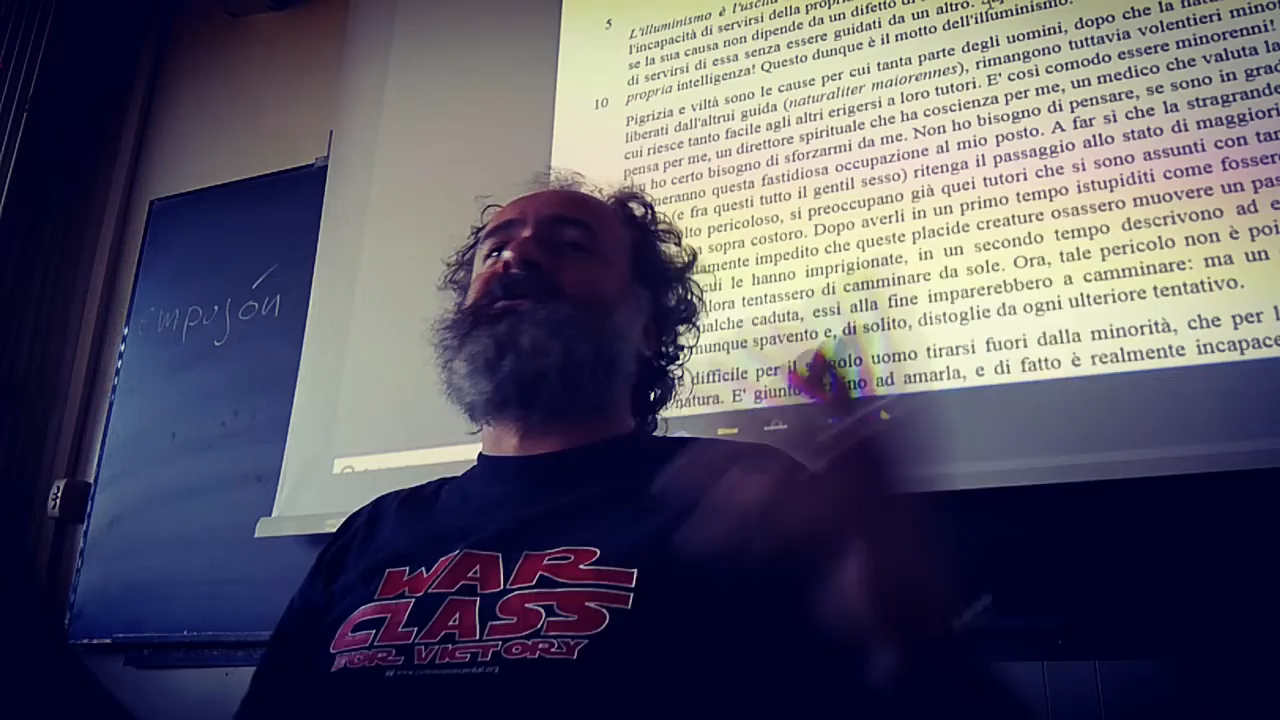 empujón
5
L'illuminismo è l'uscita
l'incapacità di servirsi della propria
se la sua causa non dipende da un difetto di
di servirsi di essa senza essere guidati da un altro.
propria intelligenza! Questo dunque è il motto dell'illuminismo.
10
Pigrizia e viltà sono le cause per cui tanta parte degli uomini, dopo che la
liberati dall'altrui guida (naturaliter maiorennes), rimangono tuttavia volentieri
cui riesce tanto facile agli altri erigersi a loro tutori. E' così comodo essere minorenni!
pensa per me, un direttore spirituale che ha coscienza per me, un medico che valuta la
ho certo bisogno di sforzarmi da me. Non ho bisogno di pensare, se sono in
questa fastidiosa occupazione al mio posto. A far sì che la stragrande
(e fra questi tutto il gentil sesso) ritenga il passaggio allo stato di
pericoloso, si preoccupano già quei tutori che si sono assunti con
sopra costoro. Dopo averli in un primo tempo istupiditi come fossero
impedito che queste placide creature osassero muovere un
cui le hanno imprigionate, in un secondo tempo descrivono ad
tentassero di camminare da sole. Ora, tale pericolo non è poi
qualche caduta, essi alla fine imparerebbero a camminare: ma un
spavento e, di solito, distoglie da ogni ulteriore tentativo.
difficile per il singolo uomo tirarsi fuori dalla minorità, che per
natura. E' giunto ad amarla, e di fatto è realmente incapace
WAR
CLASS
FOR VICTORY